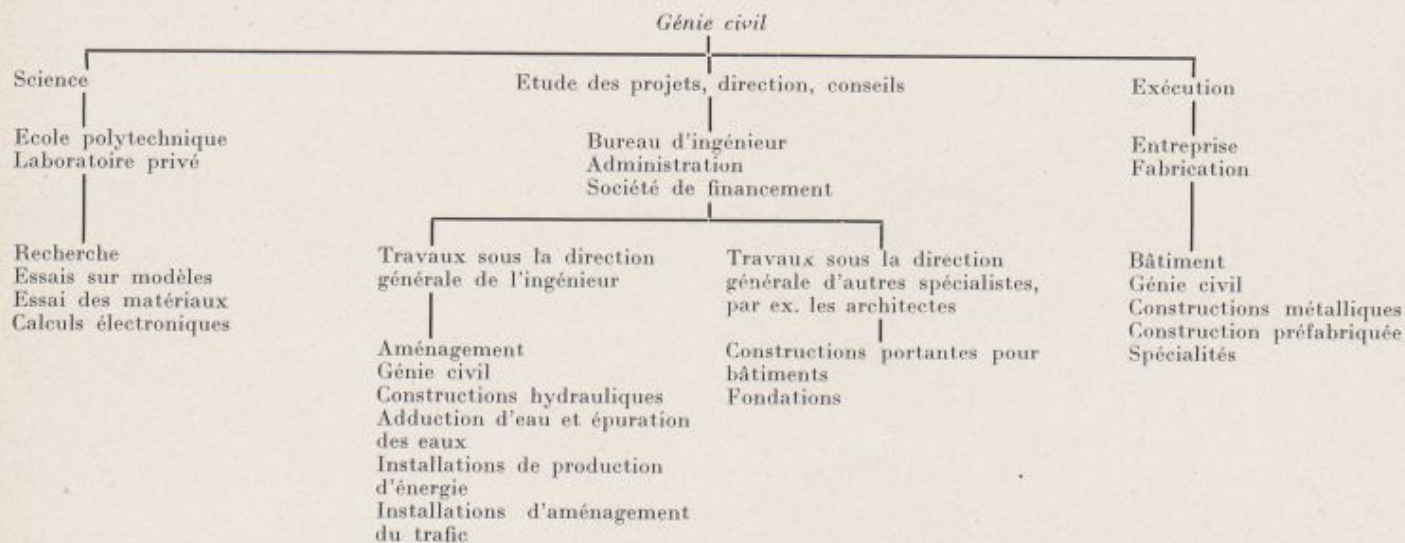 Génie civil
Science
Ecole polytechnique
Laboratoire privé
Recherche
Essais sur modèles
Essai des matériaux
Calculs électroniques
Etude des projets, direction, conseils
Bureau d'ingénieur
Administration
Société de financement
Travaux sous la direction
générale de l'ingénieur
Aménagement
Génie civil
Constructions hydrauliques
Adduction d'eau et épuration
des eaux
Installations de production
d'énergie
Installations d'aménagement
du trafic
Travaux sous la direction
générale d'autres spécialistes,
par ex. les architectes
Constructions portantes pour
bâtiments
Fondations
Exécution
Entreprise
Fabrication
Bâtiment
Génie civil
Constructions métalliques
Construction préfabriquée
Spécialités